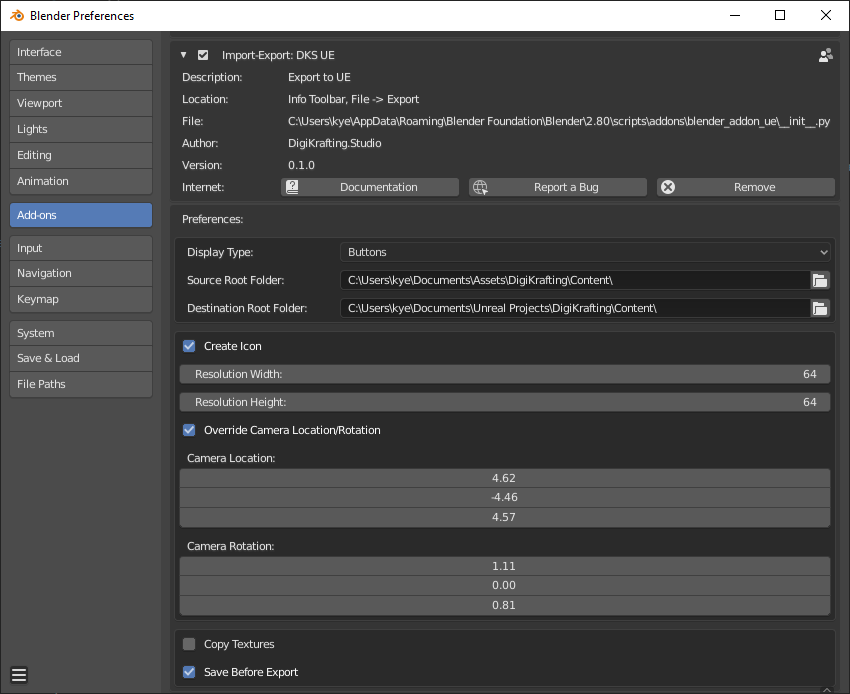 Blender Preferences
Interface
Themes
Viewport
Lights
Editing
Animation
Add-ons
Input
Navigation
Keymap
System
Save & Load
File Paths
Import-Export: DKS UE
Description: Export to UE
Location: Info Toolbar, File -> Export
File: C:\Users\kye\AppData\Roaming\Blender Foundation\Blender\2.80\scripts\addons\blender_addon_ue\__init__.py
Author: DigiKrafting.Studio
Version: 0.1.0
Internet: Documentation Report a Bug Remove
Preferences:
Display Type: Buttons
Source Root Folder: C:\Users\kye\Documents\Assets\DigiKrafting\Content\
Destination Root Folder: C:\Users\kye\Documents\Unreal Projects\DigiKrafting\Content\
Create Icon
Resolution Width: 64
Resolution Height: 64
Override Camera Location/Rotation
Camera Location:
4.62
-4.46
4.57
Camera Rotation:
1.11
0.00
0.81
Copy Textures
Save Before Export